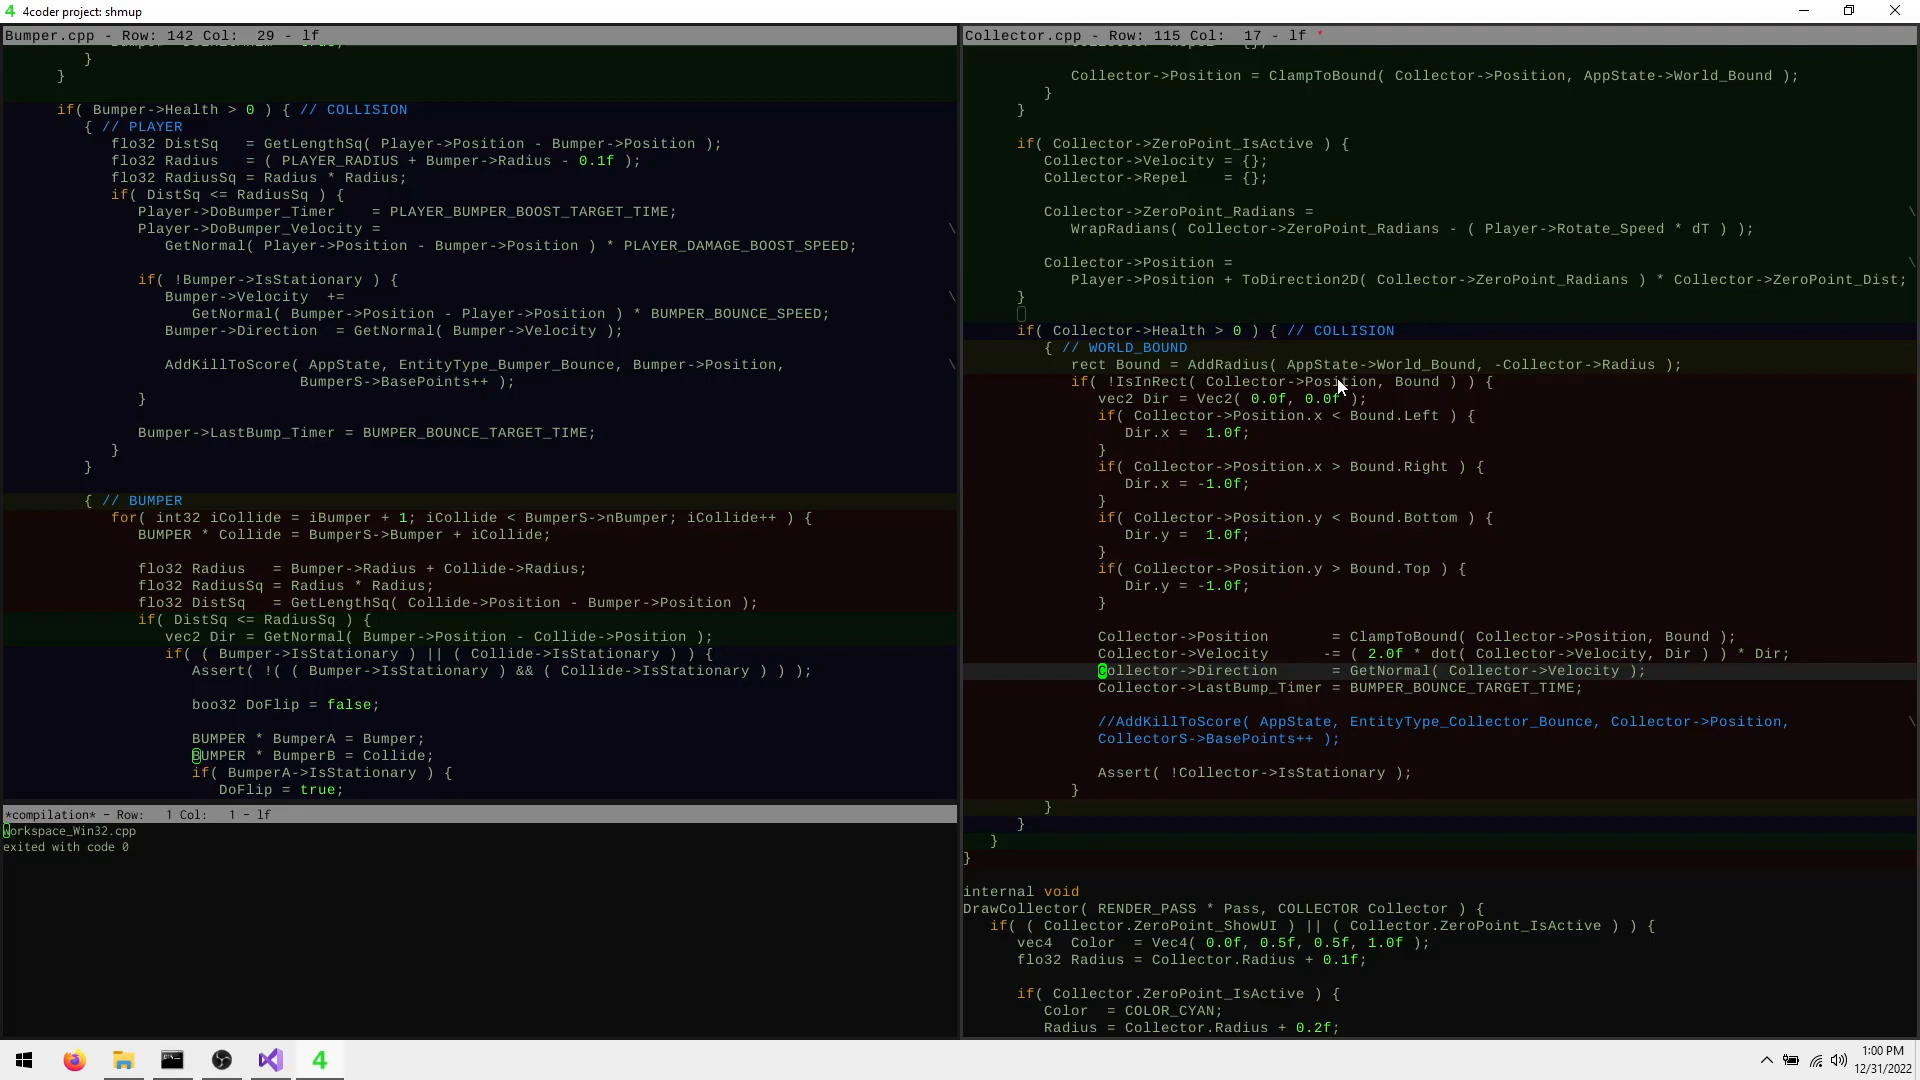 4coder project: shmup
Bumper.cpp - Row: 142 Col:  29 - lf
}
}
if( Bumper->Health > 0 ) { // COLLISION
{ // PLAYER
flo32 DistSq   = GetLengthSq( Player->Position - Bumper->Position );
flo32 Radius   = ( PLAYER_RADIUS + Bumper->Radius - 0.1f );
flo32 RadiusSq = Radius * Radius;
if( DistSq <= RadiusSq ) {
Player->DoBumper_Timer    = PLAYER_BUMPER_BOOST_TARGET_TIME;
Player->DoBumper_Velocity = \
GetNormal( Player->Position - Bumper->Position ) * PLAYER_DAMAGE_BOOST_SPEED;
if( !Bumper->IsStationary ) {
Bumper->Velocity  += \
GetNormal( Bumper->Position - Player->Position ) * BUMPER_BOUNCE_SPEED;
Bumper->Direction  = GetNormal( Bumper->Velocity );
AddKillToScore( AppState, EntityType_Bumper_Bounce, Bumper->Position, \
BumperS->BasePoints++ );
}
Bumper->LastBump_Timer = BUMPER_BOUNCE_TARGET_TIME;
}
}
{ // BUMPER
for( int32 iCollide = iBumper + 1; iCollide < BumperS->nBumper; iCollide++ ) {
BUMPER * Collide = BumperS->Bumper + iCollide;
flo32 Radius   = Bumper->Radius + Collide->Radius;
flo32 RadiusSq = Radius * Radius;
flo32 DistSq   = GetLengthSq( Collide->Position - Bumper->Position );
if( DistSq <= RadiusSq ) {
vec2 Dir = GetNormal( Bumper->Position - Collide->Position );
if( ( Bumper->IsStationary ) || ( Collide->IsStationary ) ) {
Assert( !( ( Bumper->IsStationary ) && ( Collide->IsStationary ) ) );
boo32 DoFlip = false;
BUMPER * BumperA = Bumper;
BUMPER * BumperB = Collide;
if( BumperA->IsStationary ) {
DoFlip = true;
*compilation* - Row:   1 Col:   1 - lf
workspace_Win32.cpp
exited with code 0
Collector.cpp - Row: 115 Col:  17 - lf *
Collector->Position = ClampToBound( Collector->Position, AppState->World_Bound );
}
}
if( Collector->ZeroPoint_IsActive ) {
Collector->Velocity = {};
Collector->Repel    = {};
Collector->ZeroPoint_Radians = \
WrapRadians( Collector->ZeroPoint_Radians - ( Player->Rotate_Speed * dT ) );
Collector->Position = \
Player->Position + ToDirection2D( Collector->ZeroPoint_Radians ) * Collector->ZeroPoint_Dist;
}
if( Collector->Health > 0 ) { // COLLISION
{ // WORLD_BOUND
rect Bound = AddRadius( AppState->World_Bound, -Collector->Radius );
if( !IsInRect( Collector->Position, Bound ) ) {
vec2 Dir = Vec2( 0.0f, 0.0f );
if( Collector->Position.x < Bound.Left ) {
Dir.x =  1.0f;
}
if( Collector->Position.x > Bound.Right ) {
Dir.x = -1.0f;
}
if( Collector->Position.y < Bound.Bottom ) {
Dir.y =  1.0f;
}
if( Collector->Position.y > Bound.Top ) {
Dir.y = -1.0f;
}
Collector->Position       = ClampToBound( Collector->Position, Bound );
Collector->Velocity      -= ( 2.0f * dot( Collector->Velocity, Dir ) ) * Dir;
Collector->Direction      = GetNormal( Collector->Velocity );
Collector->LastBump_Timer = BUMPER_BOUNCE_TARGET_TIME;
//AddKillToScore( AppState, EntityType_Collector_Bounce, Collector->Position, \
CollectorS->BasePoints++ );
Assert( !Collector->IsStationary );
}
}
}
}
}
internal void
DrawCollector( RENDER_PASS * Pass, COLLECTOR Collector ) {
if( ( Collector.ZeroPoint_ShowUI ) || ( Collector.ZeroPoint_IsActive ) ) {
vec4  Color  = Vec4( 0.0f, 0.5f, 0.5f, 1.0f );
flo32 Radius = Collector.Radius + 0.1f;
if( Collector.ZeroPoint_IsActive ) {
Color  = COLOR_CYAN;
Radius = Collector.Radius + 0.2f;
4
1:00 PM
12/31/2022